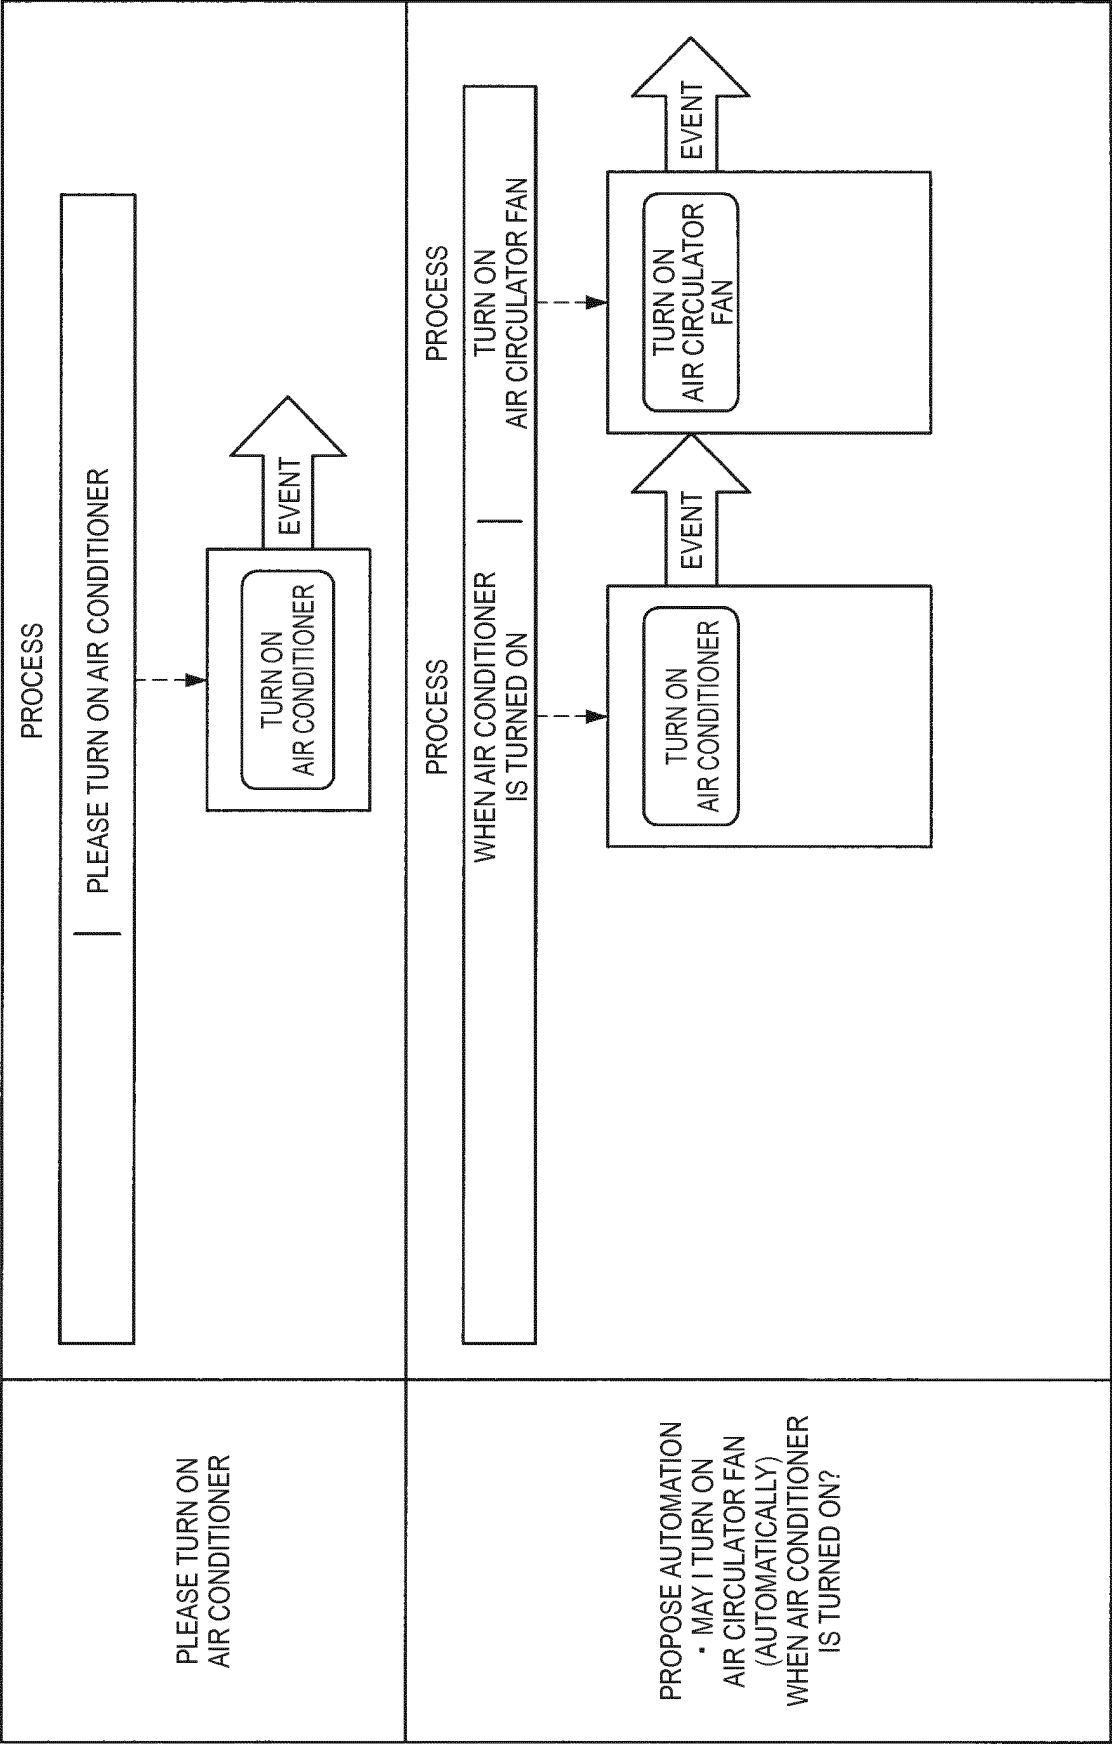 PLEASE TURN ON
AIR CONDITIONER
PROCESS
PLEASE TURN ON AIR CONDITIONER
TURN ON
AIR CONDITIONER
EVENT
PROPOSE AUTOMATION
• MAY I TURN ON
AIR CIRCULATOR FAN
(AUTOMATICALLY)
WHEN AIR CONDITIONER
IS TURNED ON?
PROCESS
WHEN AIR CONDITIONER
IS TURNED ON
PROCESS
TURN ON
AIR CIRCULATOR FAN
TURN ON
AIR CONDITIONER
EVENT
TURN ON
AIR CIRCULATOR
FAN
EVENT